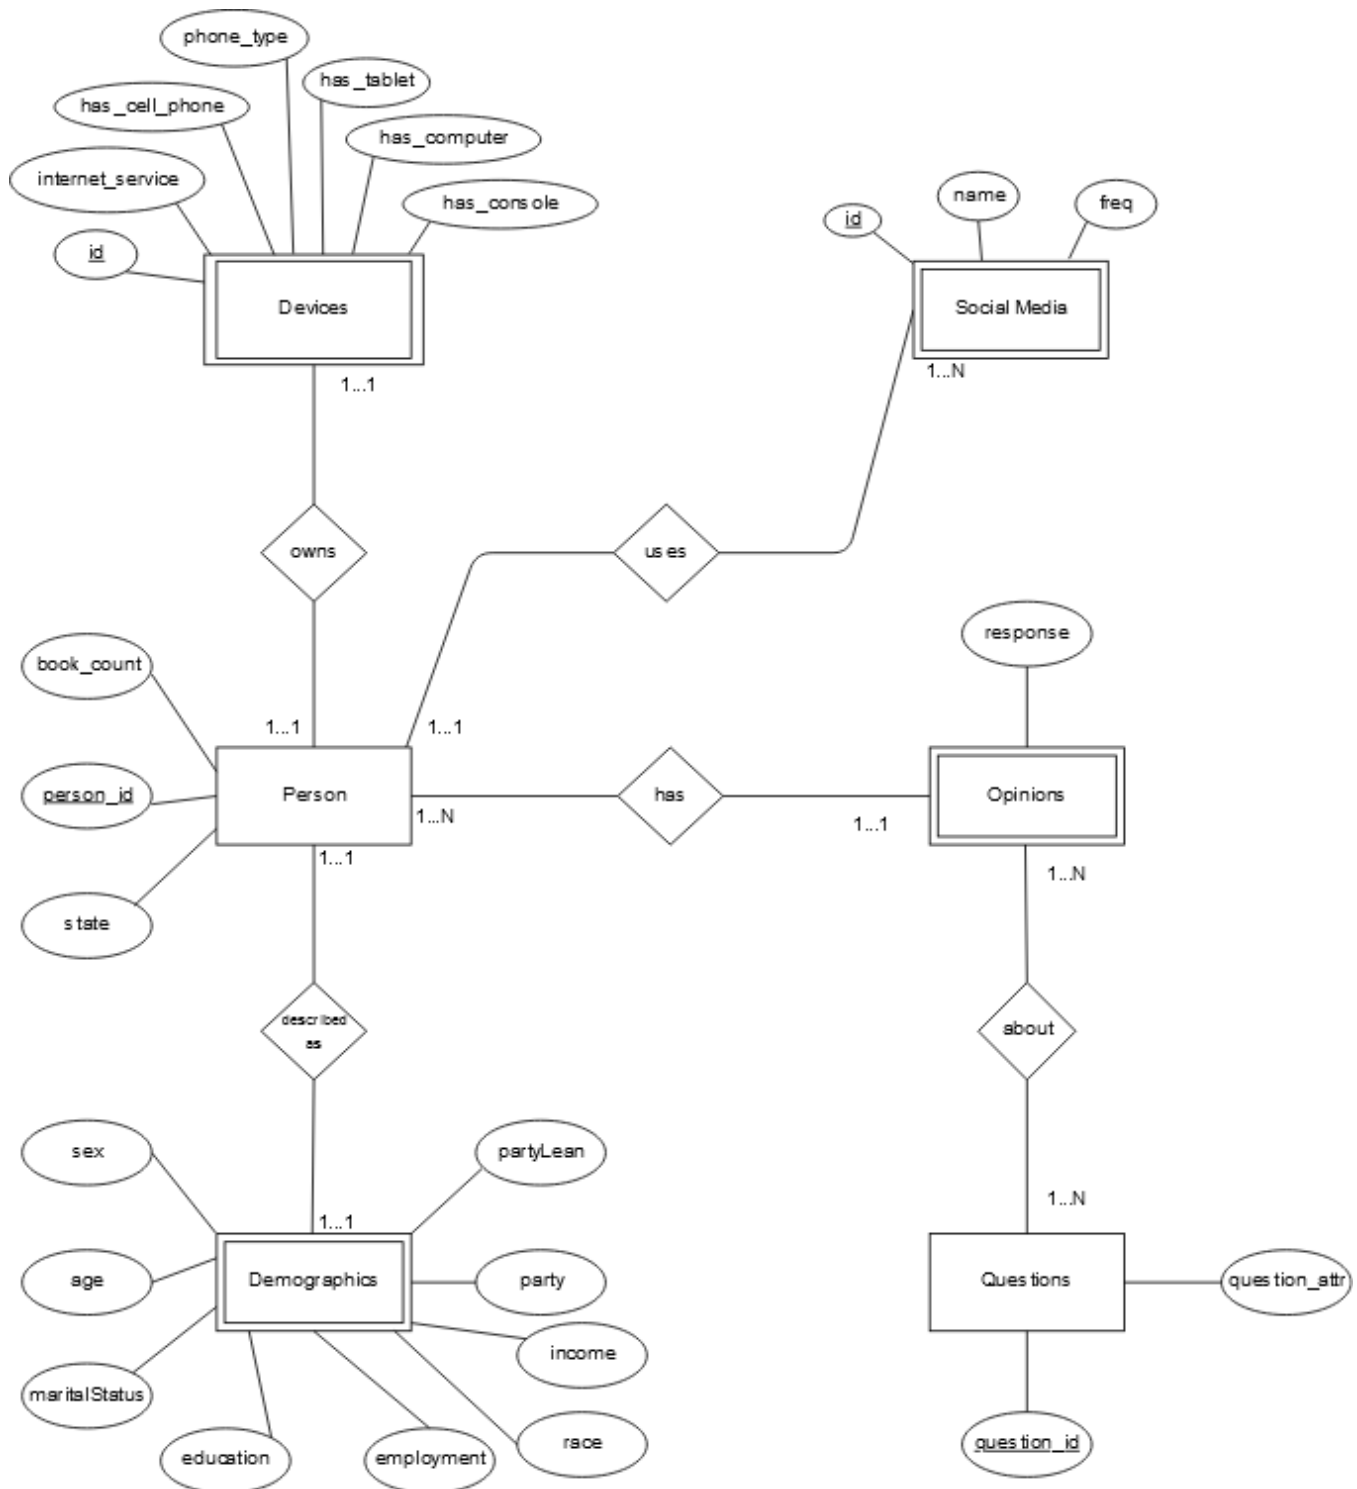 phone_type
has_tablet
has_cell_phone
has_computer
internet_service
has_console
id
Devices
1...1
id
name
freq
Social Media
1...N
owns
uses
response
book_count
1...1
1...1
person_id
Person
1...N
has
1...1
Opinions
1...1
1...N
state
described
as
about
sex
partyLean
1...1
1...N
age
Demographics
party
Questions
question_attr
income
maritalStatus
education
employment
race
question_id